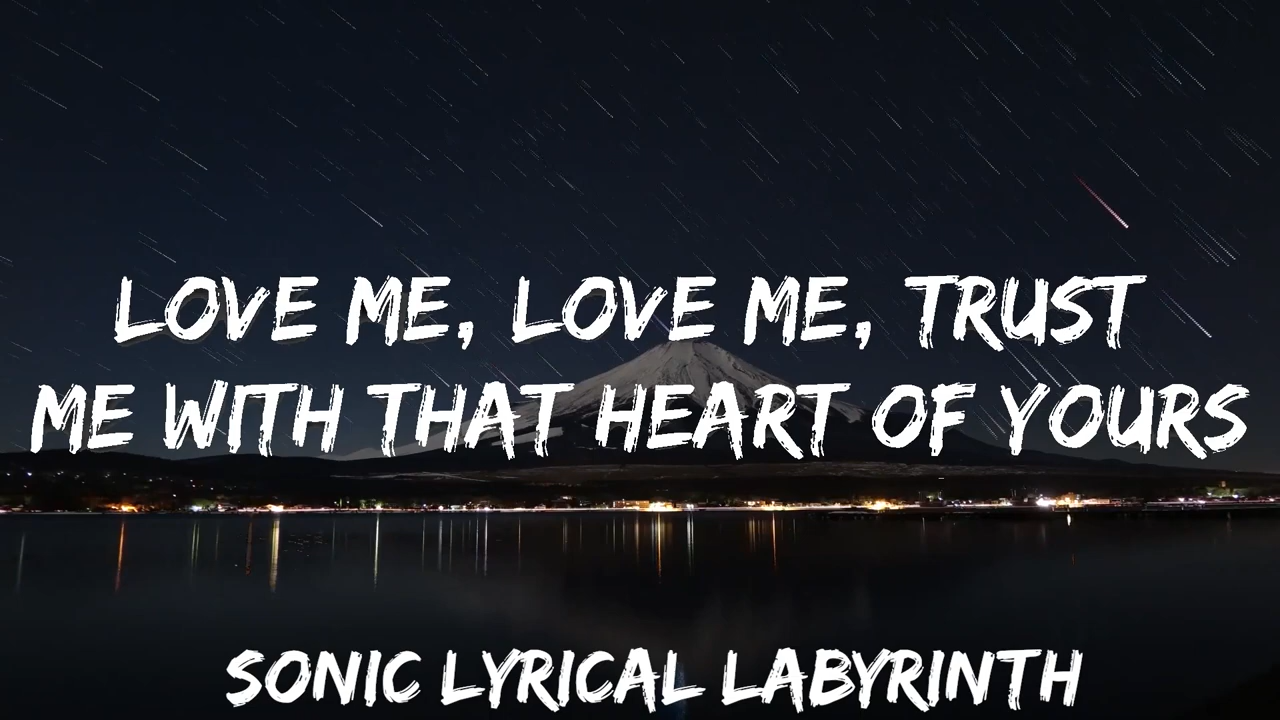 LOVE ME, LOVE ME, TRUST
ME WITH THAT HEART OF YOURS
SONIC LYRICAL LABYRINTH